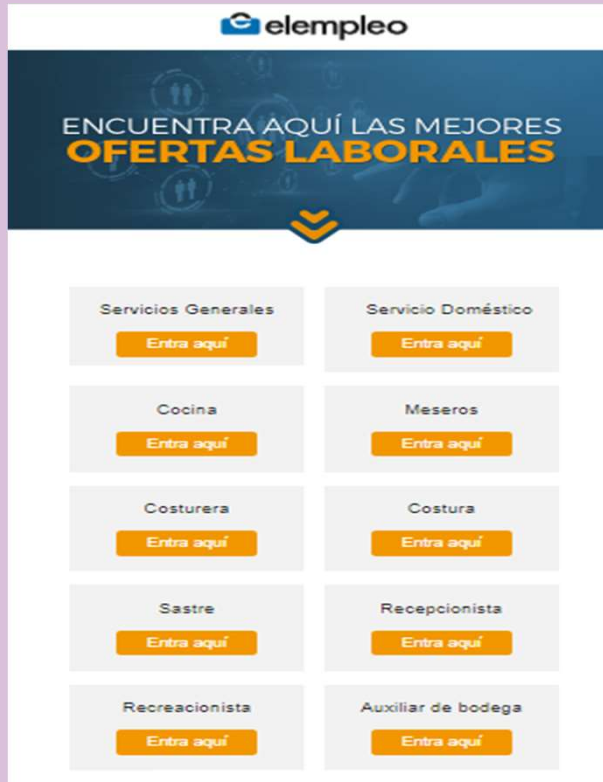 elempleo
ENCUENTRA AQUÍ LAS MEJORES
OFERTAS LABORALES
Servicios Generales
Entra aquí
Servicio Doméstico
Entra aquí
Cocina
Entra aquí
Meseros
Entra aquí
Costurera
Entra aquí
Costura
Entra aquí
Sastre
Entra aquí
Recepcionista
Entra aquí
Recreacionista
Entra aquí
Auxiliar de bodega
Entra aquí